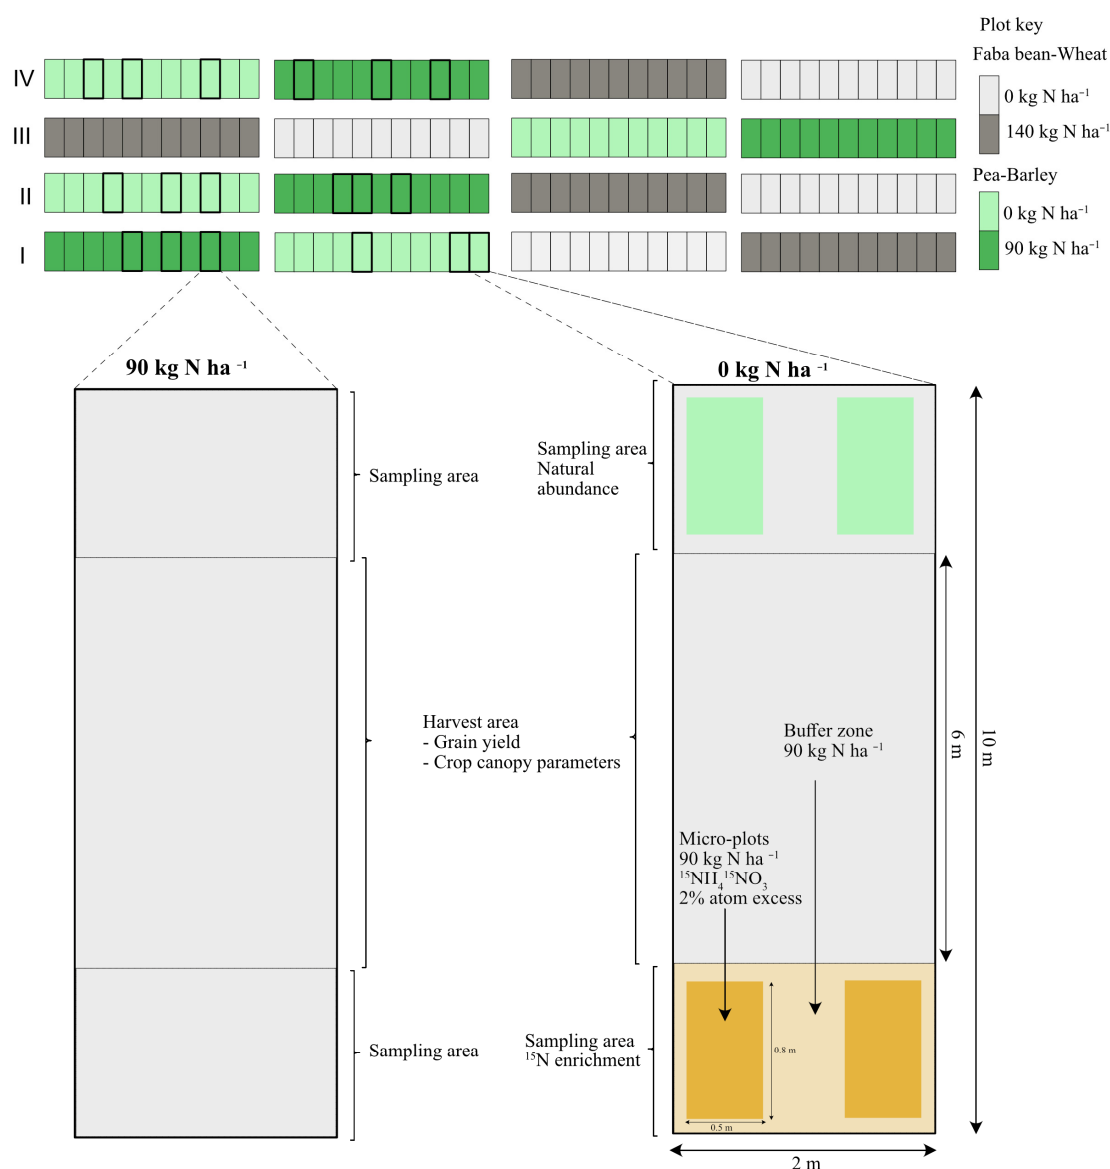 Plot key
Faba bean-Wheat
0 kg N ha⁻¹
140 kg N ha⁻¹
Pea-Barley
0 kg N ha⁻¹
90 kg N ha⁻¹
IV
III
II
I
90 kg N ha ⁻¹
0 kg N ha ⁻¹
Sampling area
Sampling area
Natural
abundance
Harvest area
- Grain yield
- Crop canopy parameters
Buffer zone
90 kg N ha ⁻¹
6 m
10 m
Micro-plots
90 kg N ha ⁻¹
¹⁵NH₄¹⁵NO₃
2% atom excess
Sampling area
Sampling area
¹⁵N enrichment
0.8 m
0.5 m
2 m